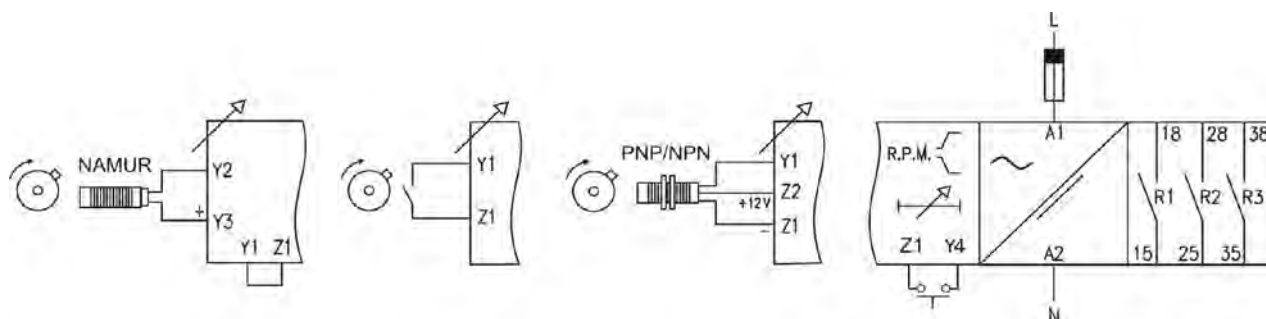 NAMUR
Y2
+
Y3
Y1 Z1
Y1
Z1
PNP/NPN
Y1
Z2
+12V
Z1
−
L
R.P.M.
A1
18 28 38
R1 R2 R3
Z1 Y4
A2
15 25 35
N